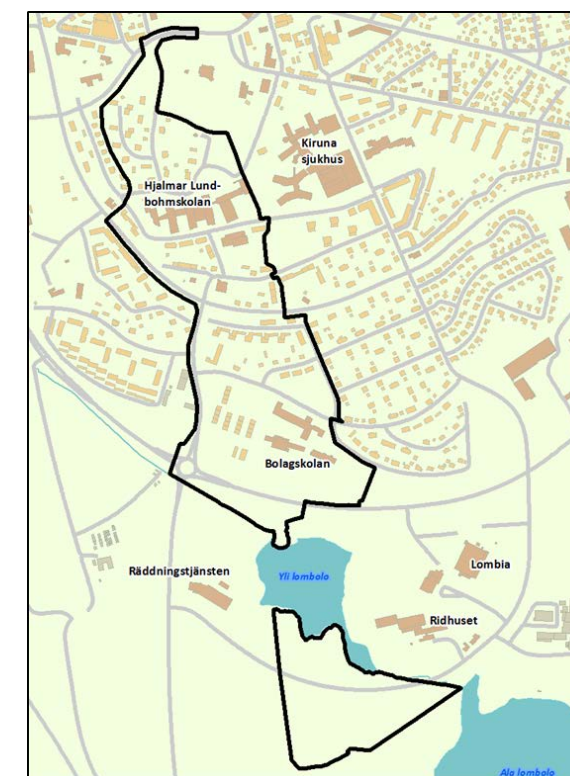 Kiruna
sjukhus
Hjalmar Lund-
bohmskolan
Bolagskolan
Räddningstjänsten
Yli lombolo
Lombia
Ridhuset
Ala lombolo